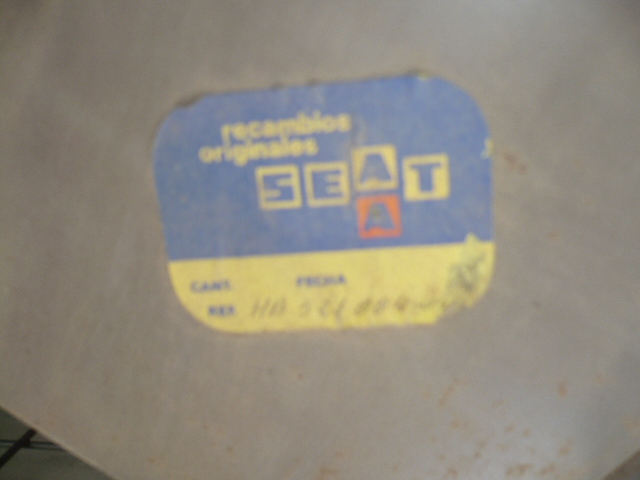 recambios
originales
SEAT
A
CANT. FECHA
REF.